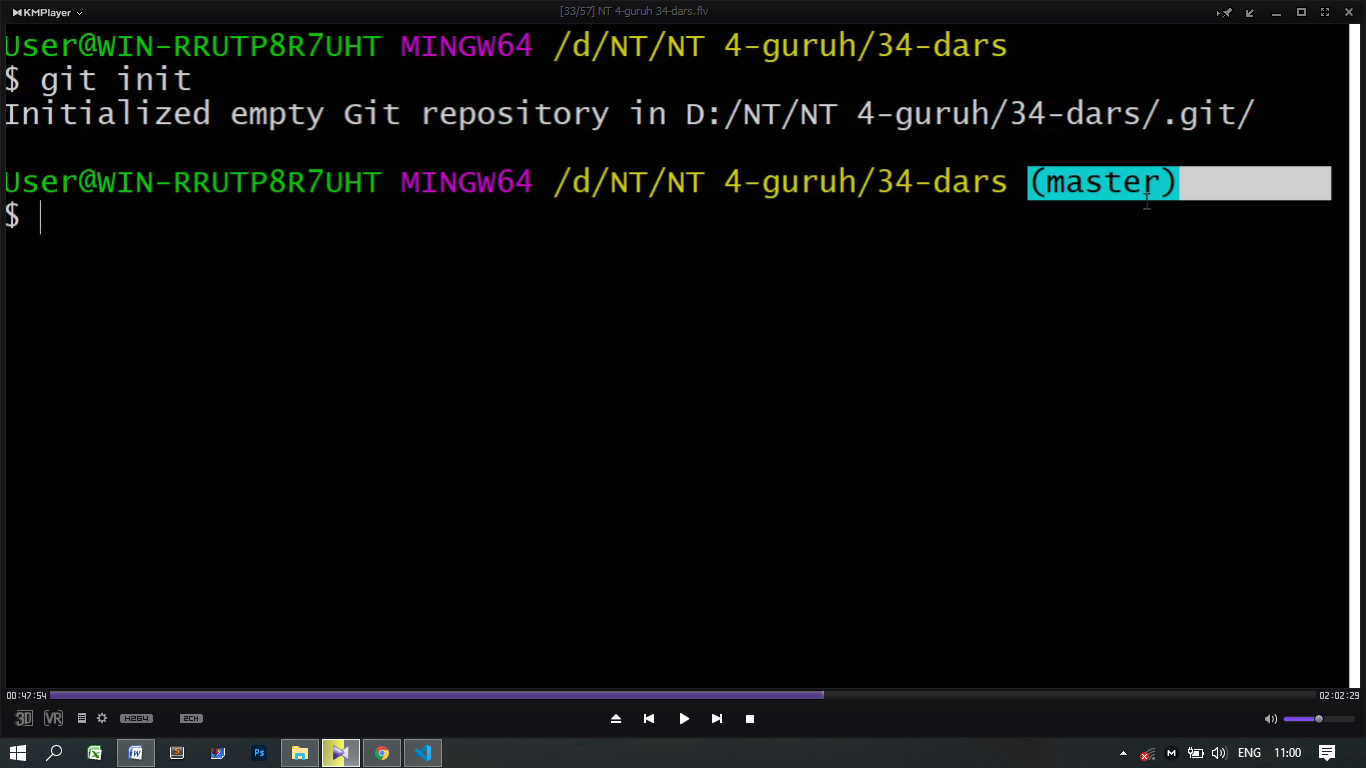 KMPlayer
[33/57] NT 4-guruh 34-dars.flv
User@WIN-RRUTP8R7UHT MINGW64 /d/NT/NT 4-guruh/34-dars
$ git init
Initialized empty Git repository in D:/NT/NT 4-guruh/34-dars/.git/
User@WIN-RRUTP8R7UHT MINGW64 /d/NT/NT 4-guruh/34-dars (master)
$
00:47:54
02:02:29
3D VR H264 2CH
Ps
ENG 11:00